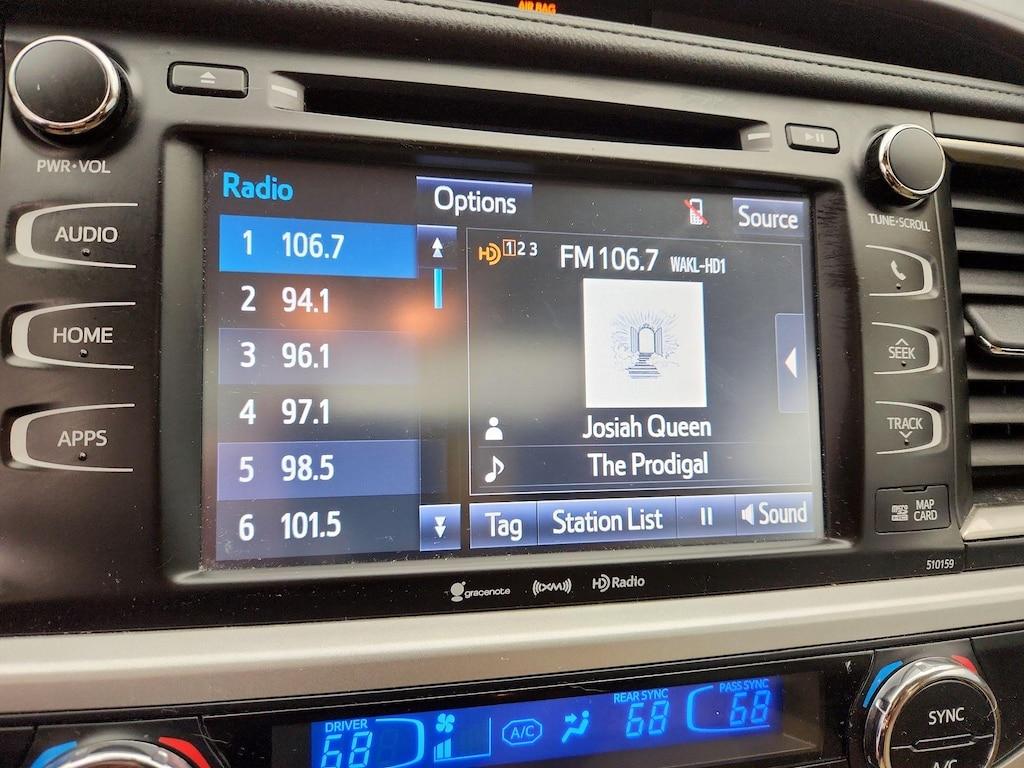 AIR BAG
PWR•VOL
AUDIO
HOME
APPS
Radio
Options
Source
1 106.7
2 94.1
3 96.1
4 97.1
5 98.5
6 101.5
HD 1 2 3
FM 106.7 WAKL-HD1
Josiah Queen
The Prodigal
Tag
Station List
Sound
TUNE•SCROLL
SEEK
TRACK
MAP
CARD
510159
gracenote
((XM))
HD Radio
DRIVER
68
A/C
REAR SYNC
68
PASS SYNC
68
SYNC
A/C